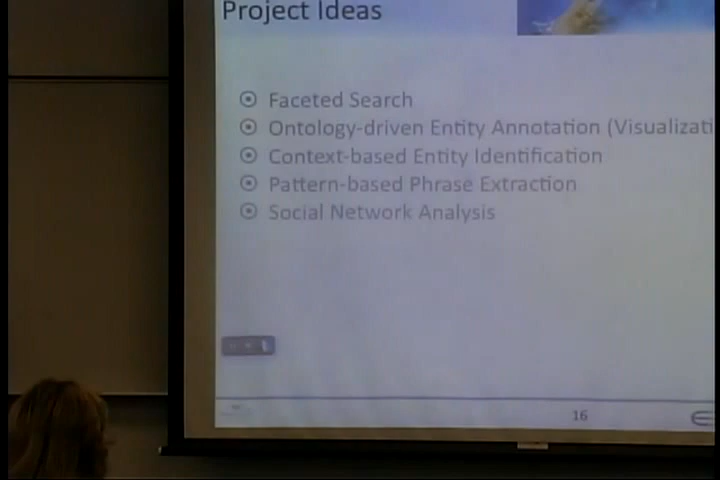 Project Ideas
Faceted Search
Ontology-driven Entity Annotation (Visualizati
Context-based Entity Identification
Pattern-based Phrase Extraction
Social Network Analysis
16